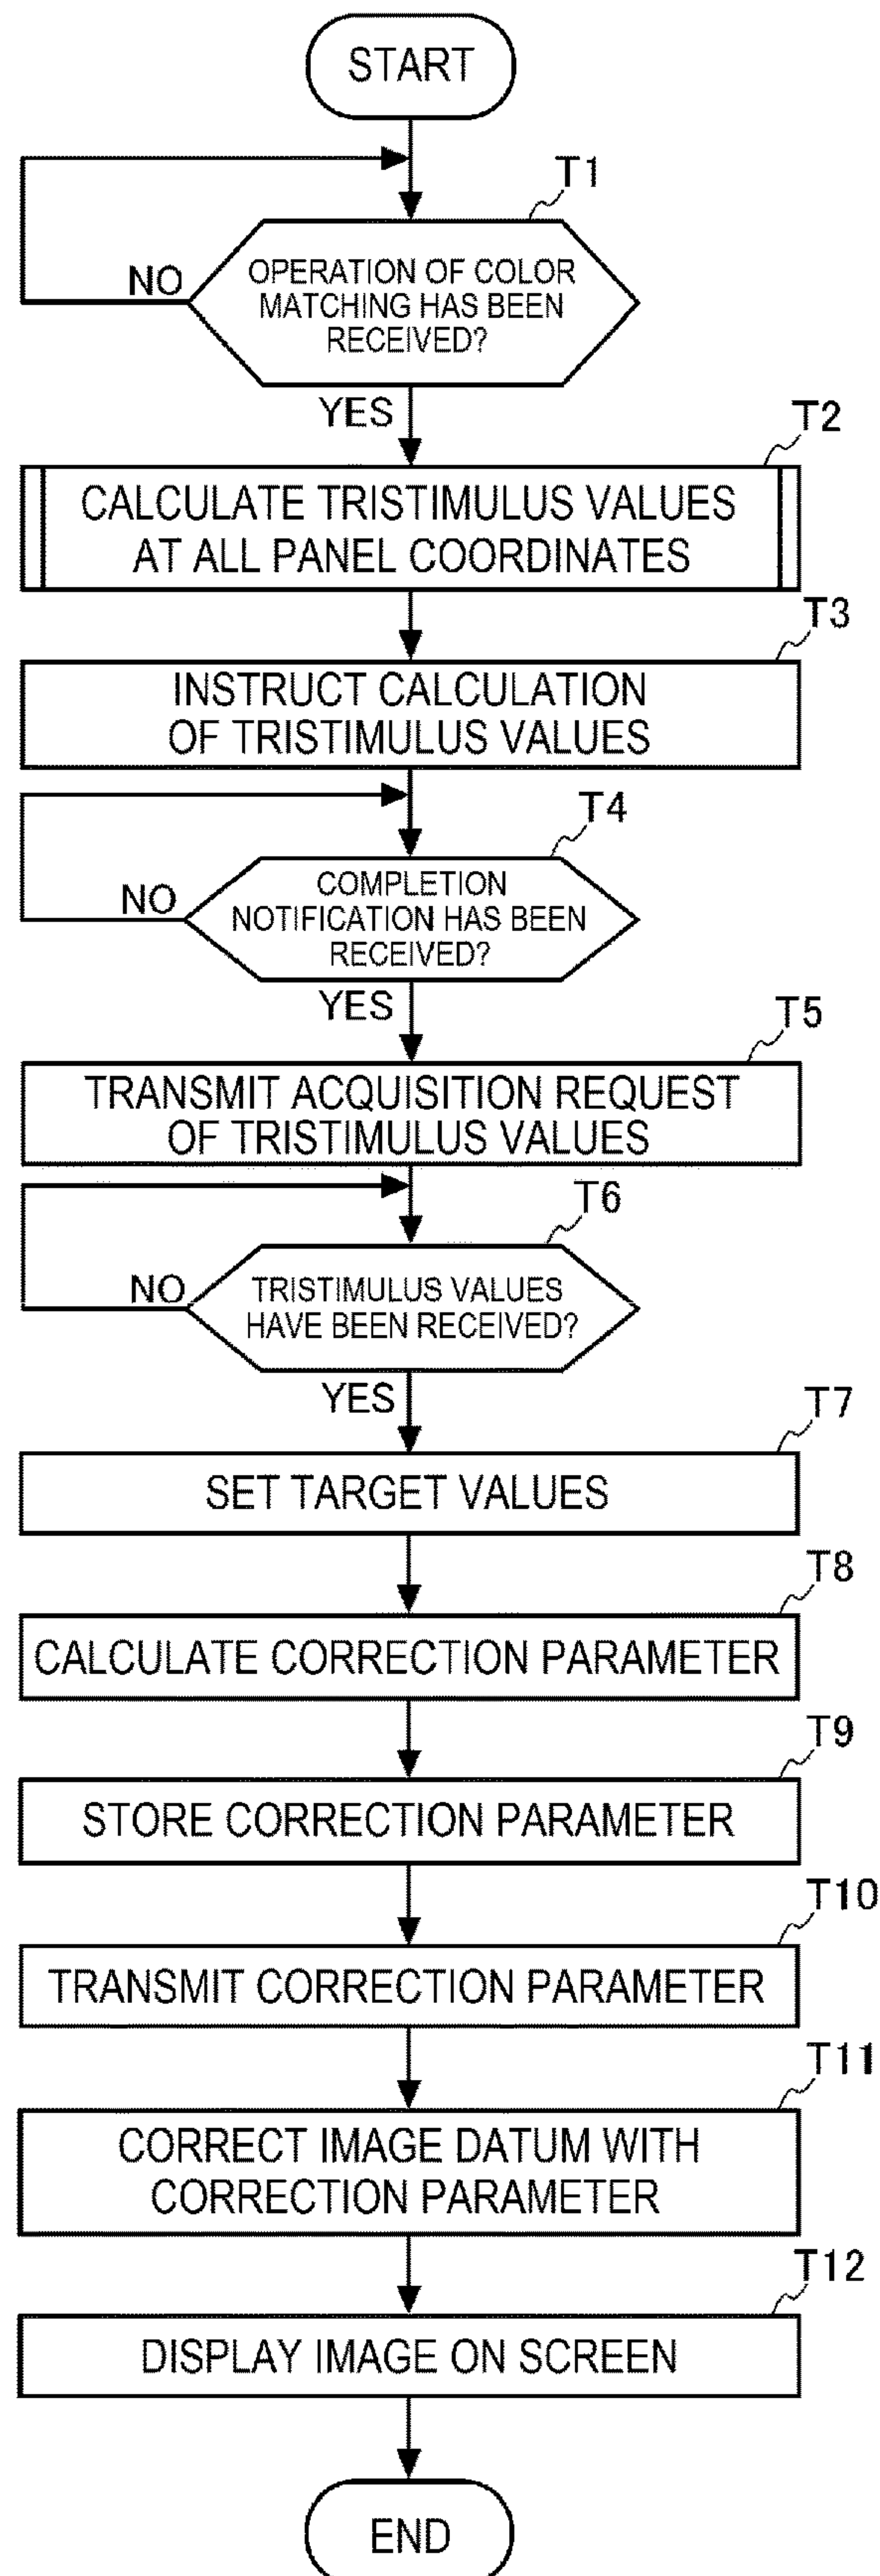 START
T1
OPERATION OF COLOR
MATCHING HAS BEEN
RECEIVED?
NO
YES
T2
CALCULATE TRISTIMULUS VALUES
AT ALL PANEL COORDINATES
T3
INSTRUCT CALCULATION
OF TRISTIMULUS VALUES
T4
COMPLETION
NOTIFICATION HAS BEEN
RECEIVED?
NO
YES
T5
TRANSMIT ACQUISITION REQUEST
OF TRISTIMULUS VALUES
T6
TRISTIMULUS VALUES
HAVE BEEN RECEIVED?
NO
YES
T7
SET TARGET VALUES
T8
CALCULATE CORRECTION PARAMETER
T9
STORE CORRECTION PARAMETER
T10
TRANSMIT CORRECTION PARAMETER
T11
CORRECT IMAGE DATUM WITH
CORRECTION PARAMETER
T12
DISPLAY IMAGE ON SCREEN
END